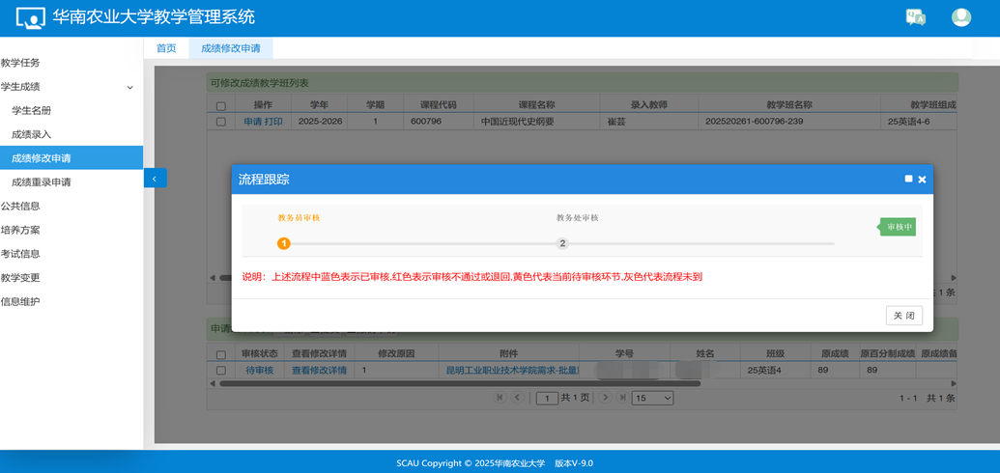 华南农业大学教学管理系统
首页 成绩修改申请
教学任务
学生成绩
学生名册
成绩录入
成绩修改申请
成绩重录申请
公共信息
培养方案
考试信息
教学变更
信息维护
可修改成绩教学班列表
操作 学年 学期 课程代码 课程名称 录入教师 教学班名称 教学班组成
申请 打印 2025-2026 1 600796 中国近现代史纲要 崔芸 202520261-600796-239 25英语4-6
流程跟踪
教务员审核 教务处审核 审核中
1 2
说明：上述流程中蓝色表示已审核,红色表示审核不通过或退回,黄色代表当前待审核环节,灰色代表流程未到
共 1 条
关 闭
申请
审核状态 查看修改详情 修改原因 附件 学号 姓名 班级 原成绩 原百分制成绩 原成绩备
待审核 查看修改详情 1 昆明工业职业技术学院需求-批量 25英语4 89 89
1 共 1 页 15 1 - 1 共 1 条
SCAU Copyright © 2025华南农业大学 版本V-9.0